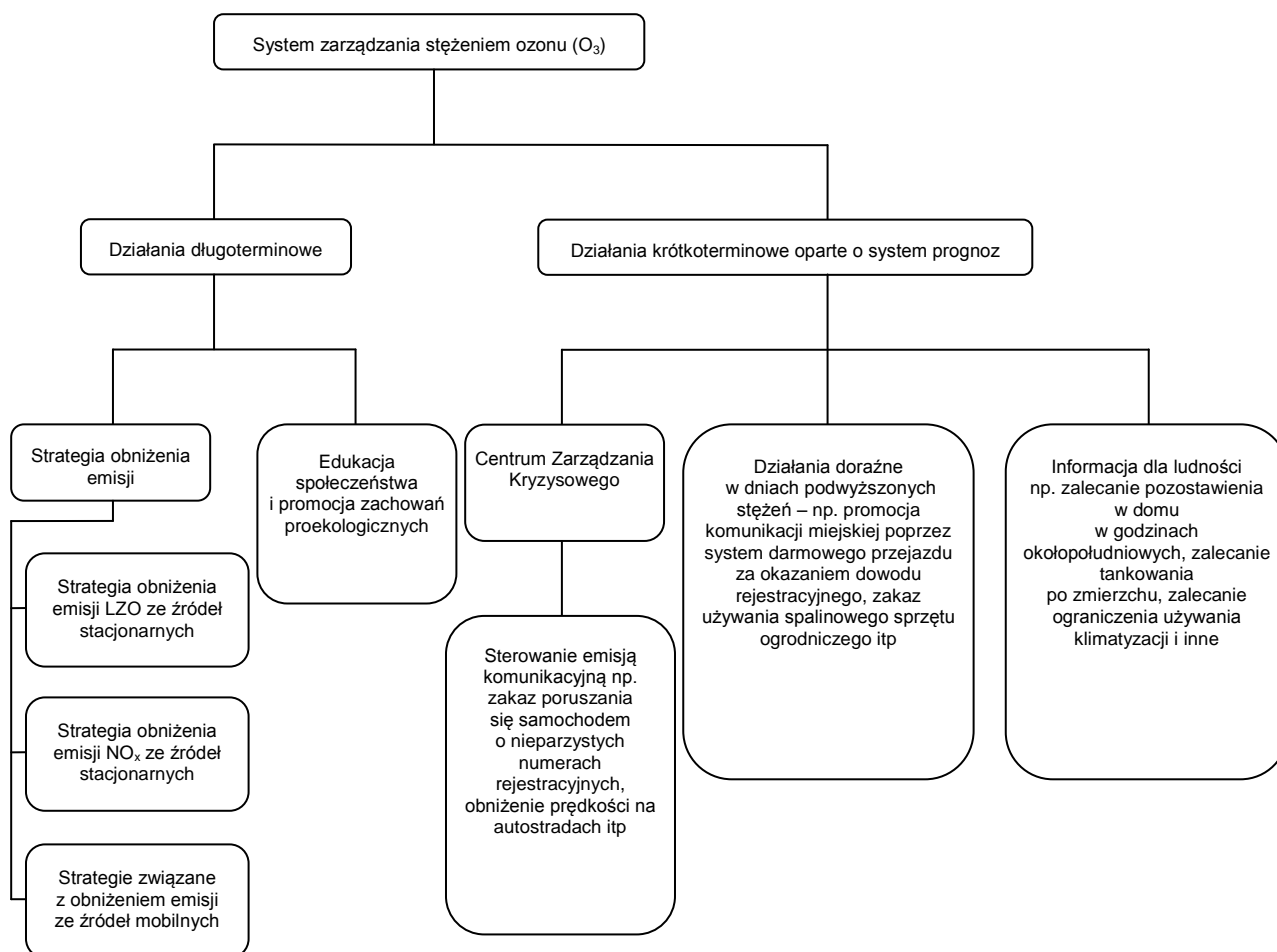 System zarządzania stężeniem ozonu (O₃)
Działania długoterminowe
Działania krótkoterminowe oparte o system prognoz
Strategia obniżenia
emisji
Edukacja
społeczeństwa
i promocja zachowań
proekologicznych
Centrum Zarządzania
Kryzysowego
Działania doraźne
w dniach podwyższonych
stężeń – np. promocja
komunikacji miejskiej poprzez
system darmowego przejazdu
za okazaniem dowodu
rejestracyjnego, zakaz
używania spalinowego sprzętu
ogrodniczego itp
Informacja dla ludności
np. zalecanie pozostawienia
w domu
w godzinach
okołopołudniowych, zalecanie
tankowania
po zmierzchu, zalecanie
ograniczenia używania
klimatyzacji i inne
Strategia obniżenia
emisji LZO ze źródeł
stacjonarnych
Strategia obniżenia
emisji NOₓ ze źródeł
stacjonarnych
Strategie związane
z obniżeniem emisji
ze źródeł mobilnych
Sterowanie emisją
komunikacyjną np.
zakaz poruszania
się samochodem
o nieparzystych
numerach
rejestracyjnych,
obniżenie prędkości na
autostradach itp